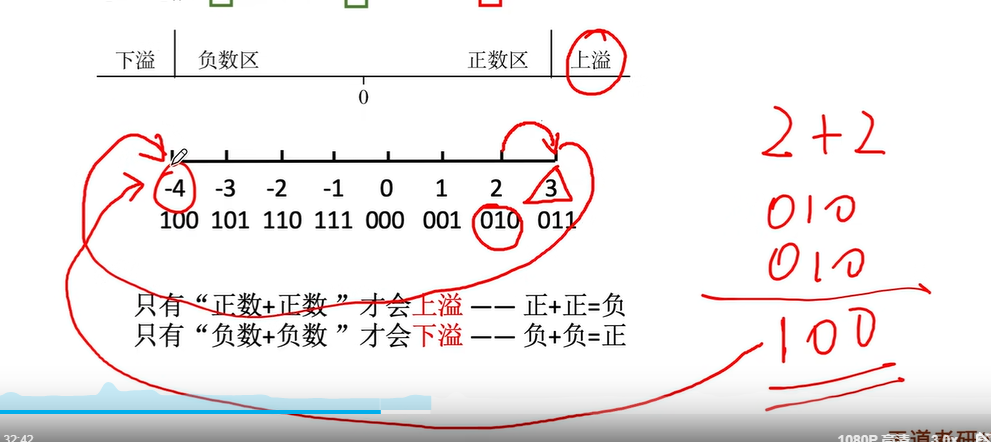 下溢 负数区 正数区 上溢
0
2+2
-4 -3 -2 -1 0 1 2 3
100 101 110 111 000 001 010 011
010
010
只有“正数+正数”才会上溢 —— 正+正=负
只有“负数+负数”才会下溢 —— 负+负=正
100
32:42
1080P 高清